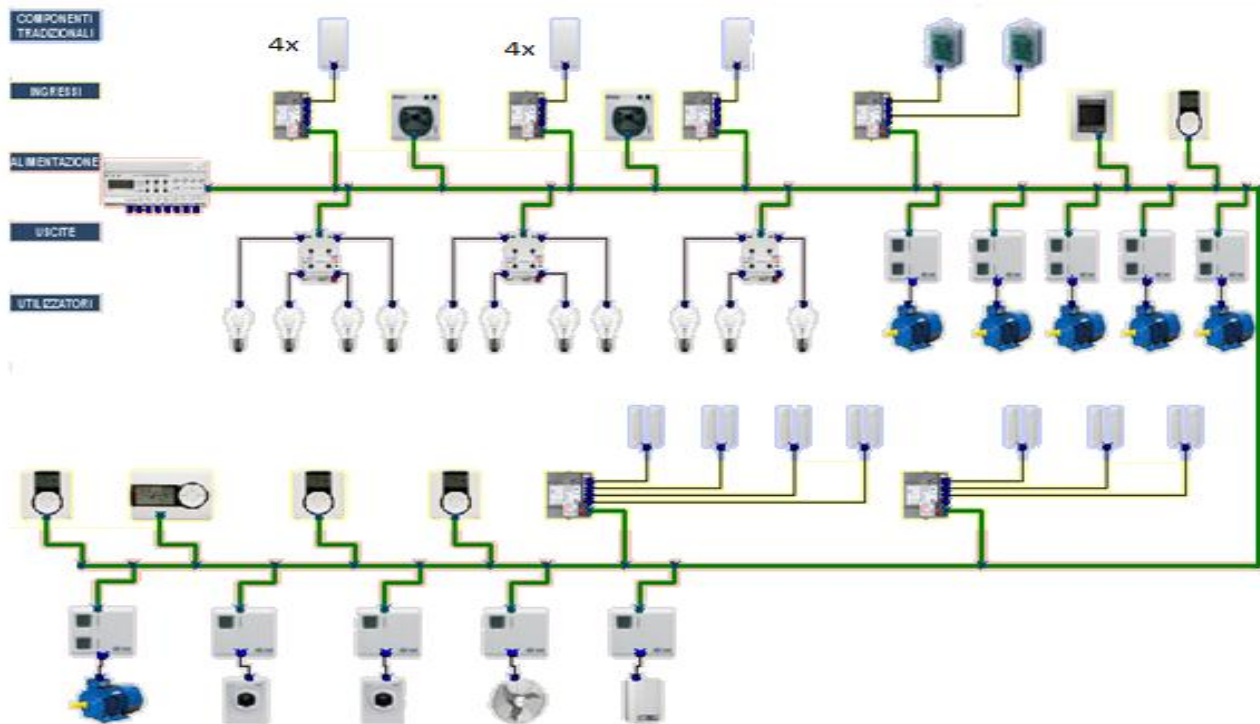 COMPONENTI
TRADIZIONALI
4x
4x
INGRESSI
ALIMENTAZIONE
USCITE
UTILIZZATORI